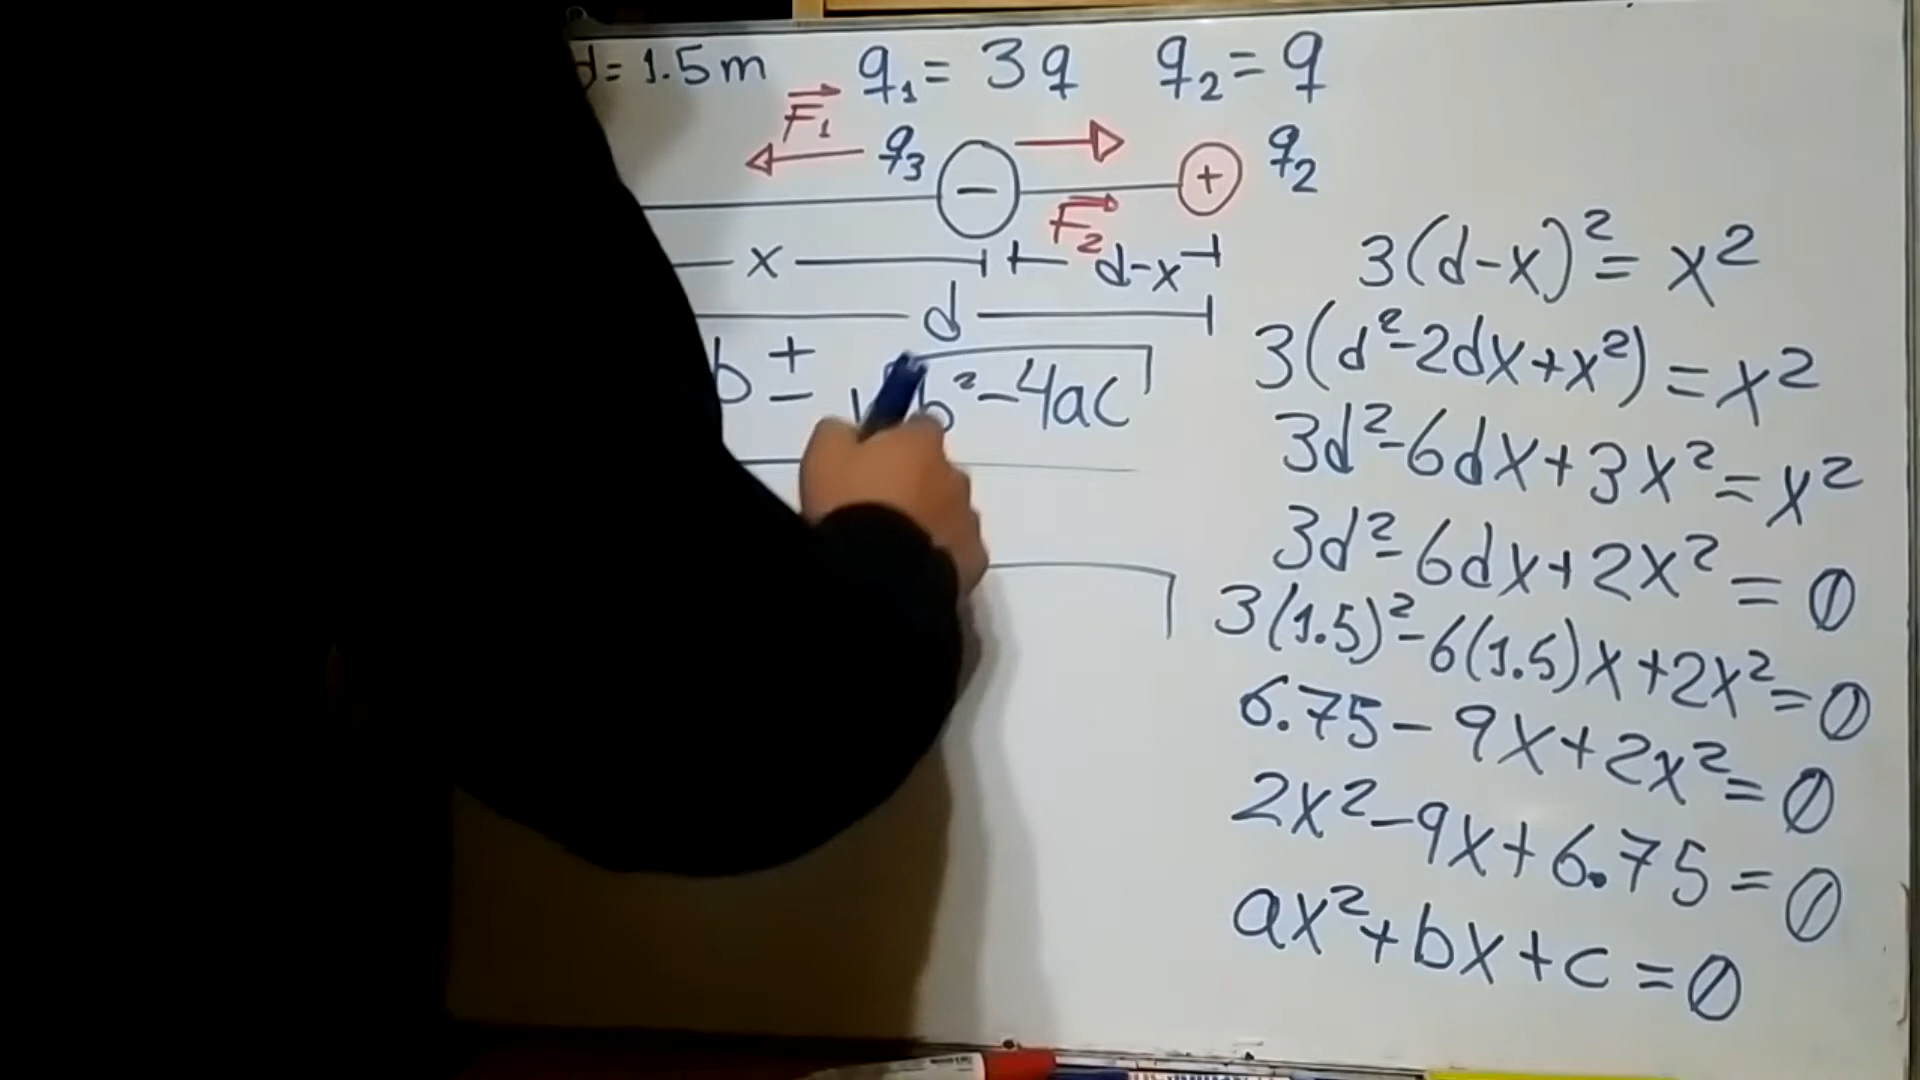 d= 1.5m q₁= 3q q₂= q
F₁ q₃ − + q₂
F₂
x d-x
d
b ± √b²-4ac
3(d-x)²= x²
3(d²-2dx+x²) = x²
3d²-6dx+3x²=x²
3d²-6dx+2x² = 0
3(1.5)²-6(1.5)x+2x²=0
6.75-9x+2x²=0
2x²-9x+6.75=0
ax²+bx+c=0